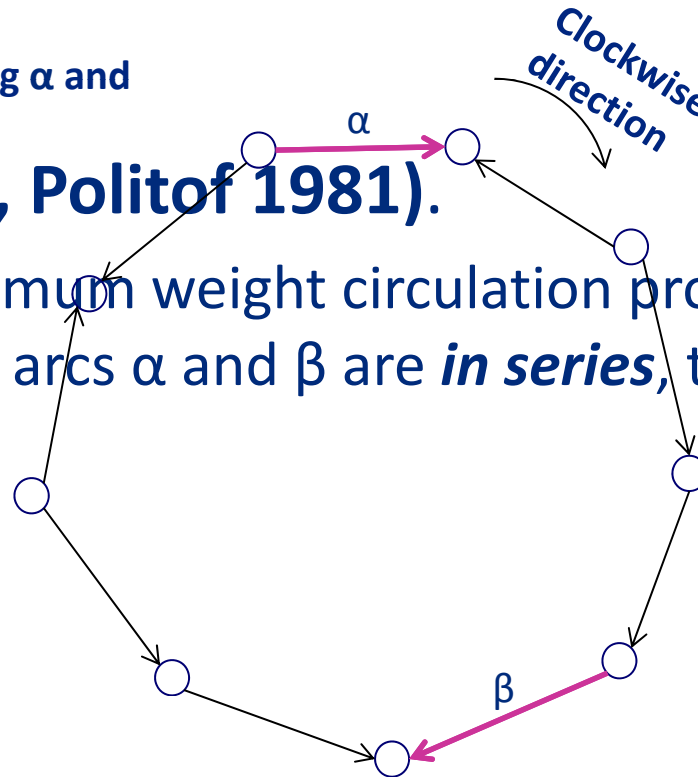 Clockwise
direction
g α and
α
, Politof 1981).
mum weight circulation pro
arcs α and β are in series, t
β